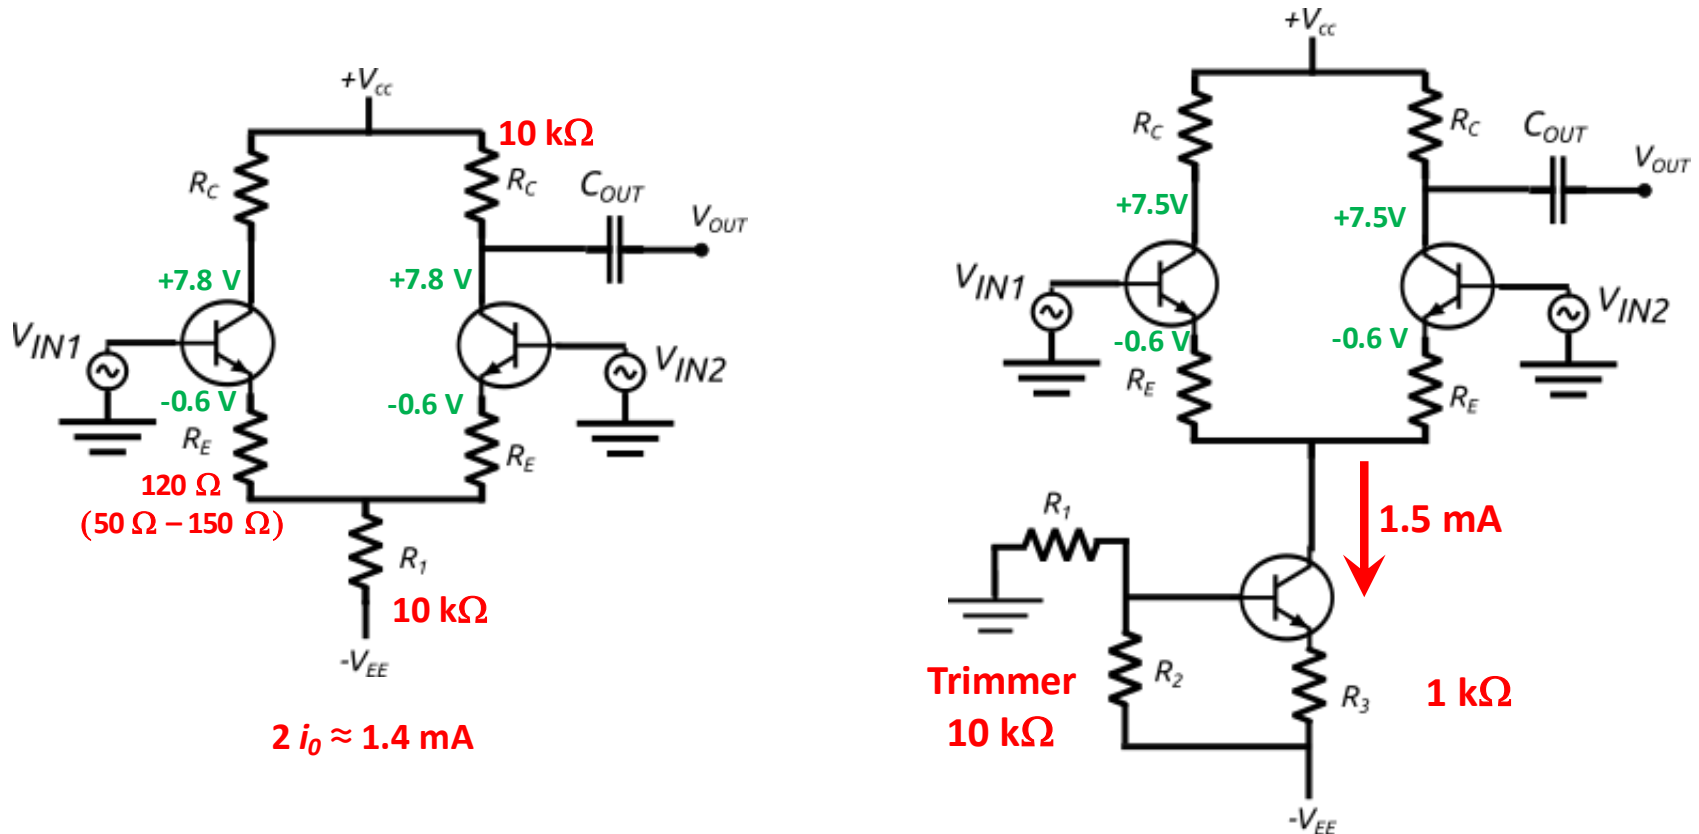 +Vcc
10 kΩ
RC
RC
COUT
VOUT
+7.8 V
+7.8 V
VIN1
VIN2
-0.6 V
-0.6 V
RE
RE
120 Ω
(50 Ω – 150 Ω)
R1
10 kΩ
-VEE
2 i0 ≈ 1.4 mA
+Vcc
RC
RC
COUT
VOUT
+7.5V
+7.5V
VIN1
VIN2
-0.6 V
-0.6 V
RE
RE
R1
1.5 mA
Trimmer
10 kΩ
R2
R3
1 kΩ
-VEE